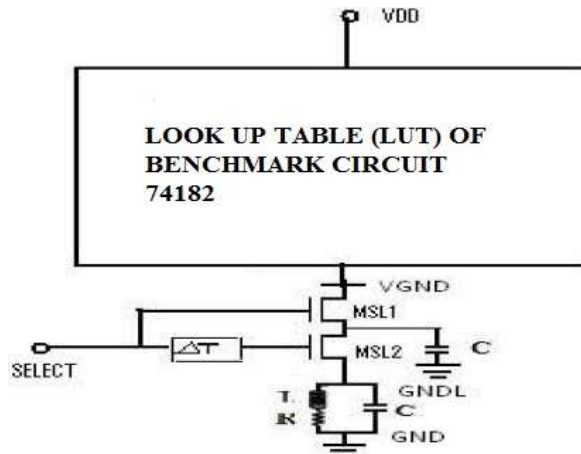 VDD
LOOK UP TABLE (LUT) OF
BENCHMARK CIRCUIT
74182
VGND
MSL1
ΔT
MSL2
C
SELECT
GNDL
L
C
R
GND